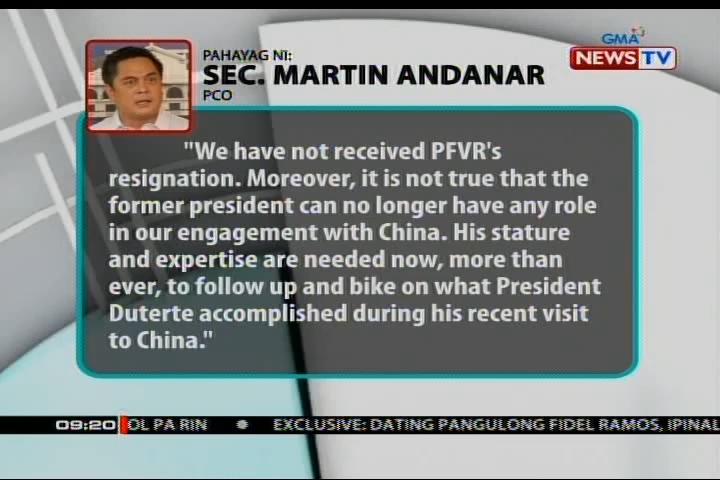 GMA
NEWS TV
PAHAYAG NI:
SEC. MARTIN ANDANAR
PCO
"We have not received PFVR's
resignation. Moreover, it is not true that the
former president can no longer have any role
in our engagement with China. His stature
and expertise are needed now, more than
ever, to follow up and bike on what President
Duterte accomplished during his recent visit
to China."
09:20 OL PA RIN EXCLUSIVE: DATING PANGULONG FIDEL RAMOS, IPINAL